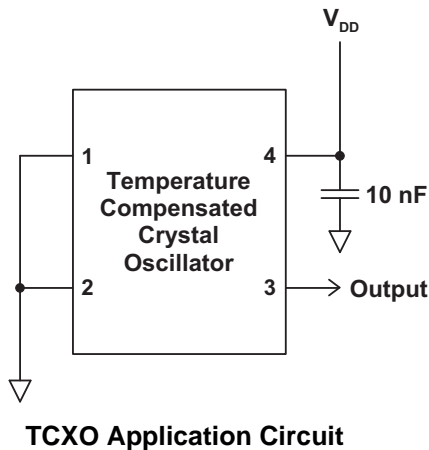 V_DD
1
4
Temperature
Compensated
Crystal
Oscillator
10 nF
2
3
Output
TCXO Application Circuit